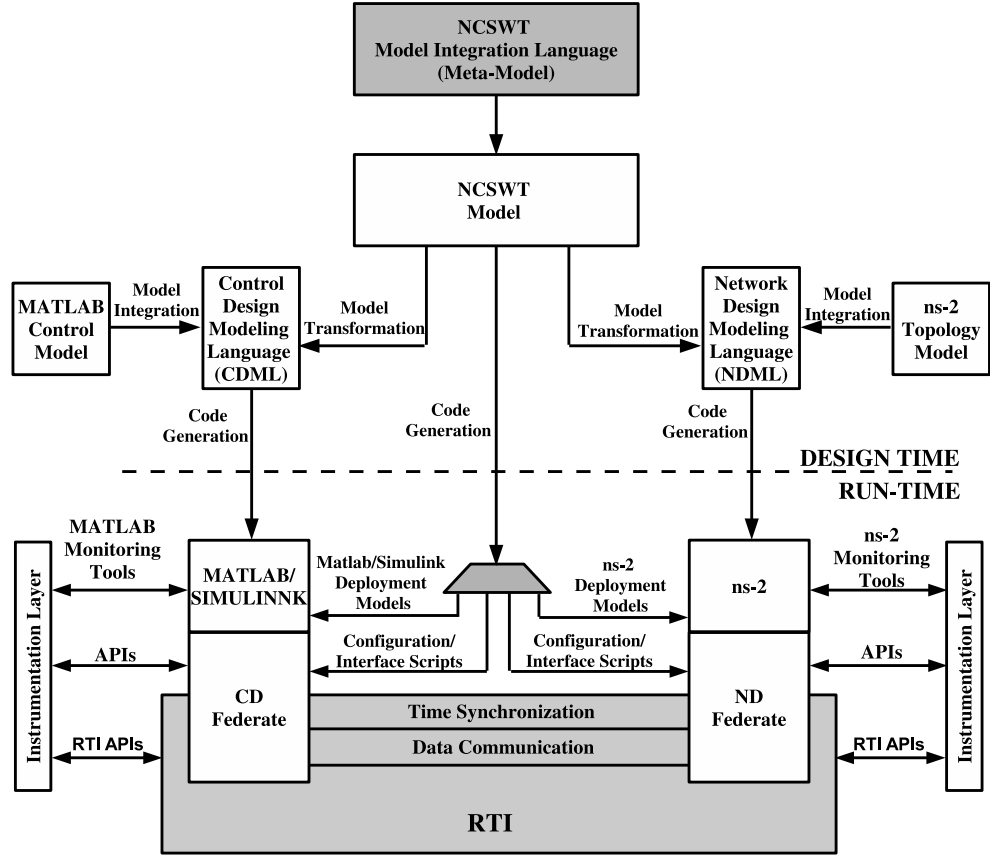 NCSWT
Model Integration Language
(Meta-Model)
NCSWT
Model
MATLAB
Control
Model
Model
Integration
Control
Design
Modeling
Language
(CDML)
Model
Transformation
Model
Transformation
Network
Design
Modeling
Language
(NDML)
Model
Integration
ns-2
Topology
Model
Code
Generation
Code
Generation
Code
Generation
DESIGN TIME
RUN-TIME
Instrumentation Layer
MATLAB
Monitoring
Tools
APIs
RTI APIs
MATLAB/
SIMULINNK
CD
Federate
Matlab/Simulink
Deployment
Models
Configuration/
Interface Scripts
ns-2
Deployment
Models
Configuration/
Interface Scripts
Time Synchronization
Data Communication
RTI
ns-2
ND
Federate
ns-2
Monitoring
Tools
APIs
RTI APIs
Instrumentation Layer